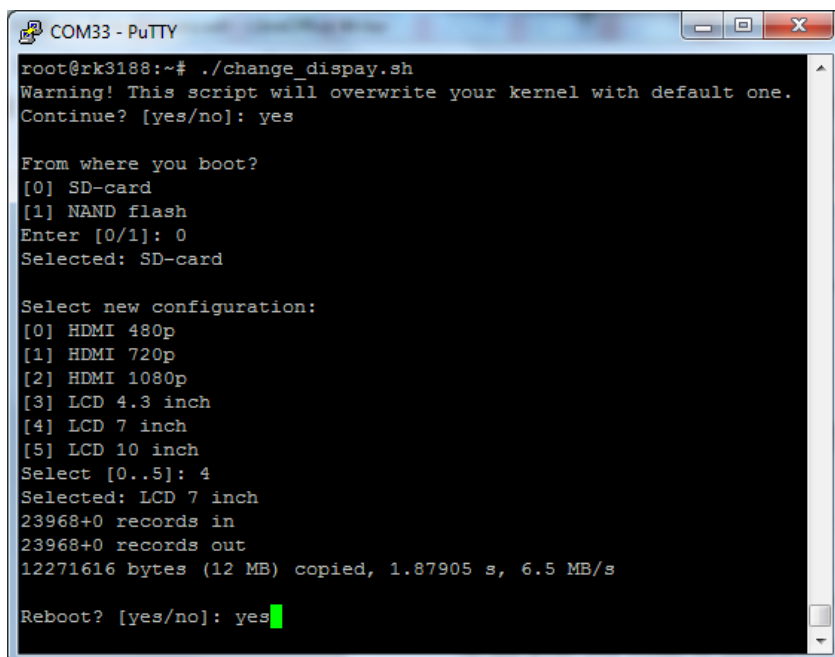 COM33 - PuTTY
root@rk3188:~# ./change_dispay.sh
Warning! This script will overwrite your kernel with default one.
Continue? [yes/no]: yes
From where you boot?
[0] SD-card
[1] NAND flash
Enter [0/1]: 0
Selected: SD-card
Select new configuration:
[0] HDMI 480p
[1] HDMI 720p
[2] HDMI 1080p
[3] LCD 4.3 inch
[4] LCD 7 inch
[5] LCD 10 inch
Select [0..5]: 4
Selected: LCD 7 inch
23968+0 records in
23968+0 records out
12271616 bytes (12 MB) copied, 1.87905 s, 6.5 MB/s
Reboot? [yes/no]: yes